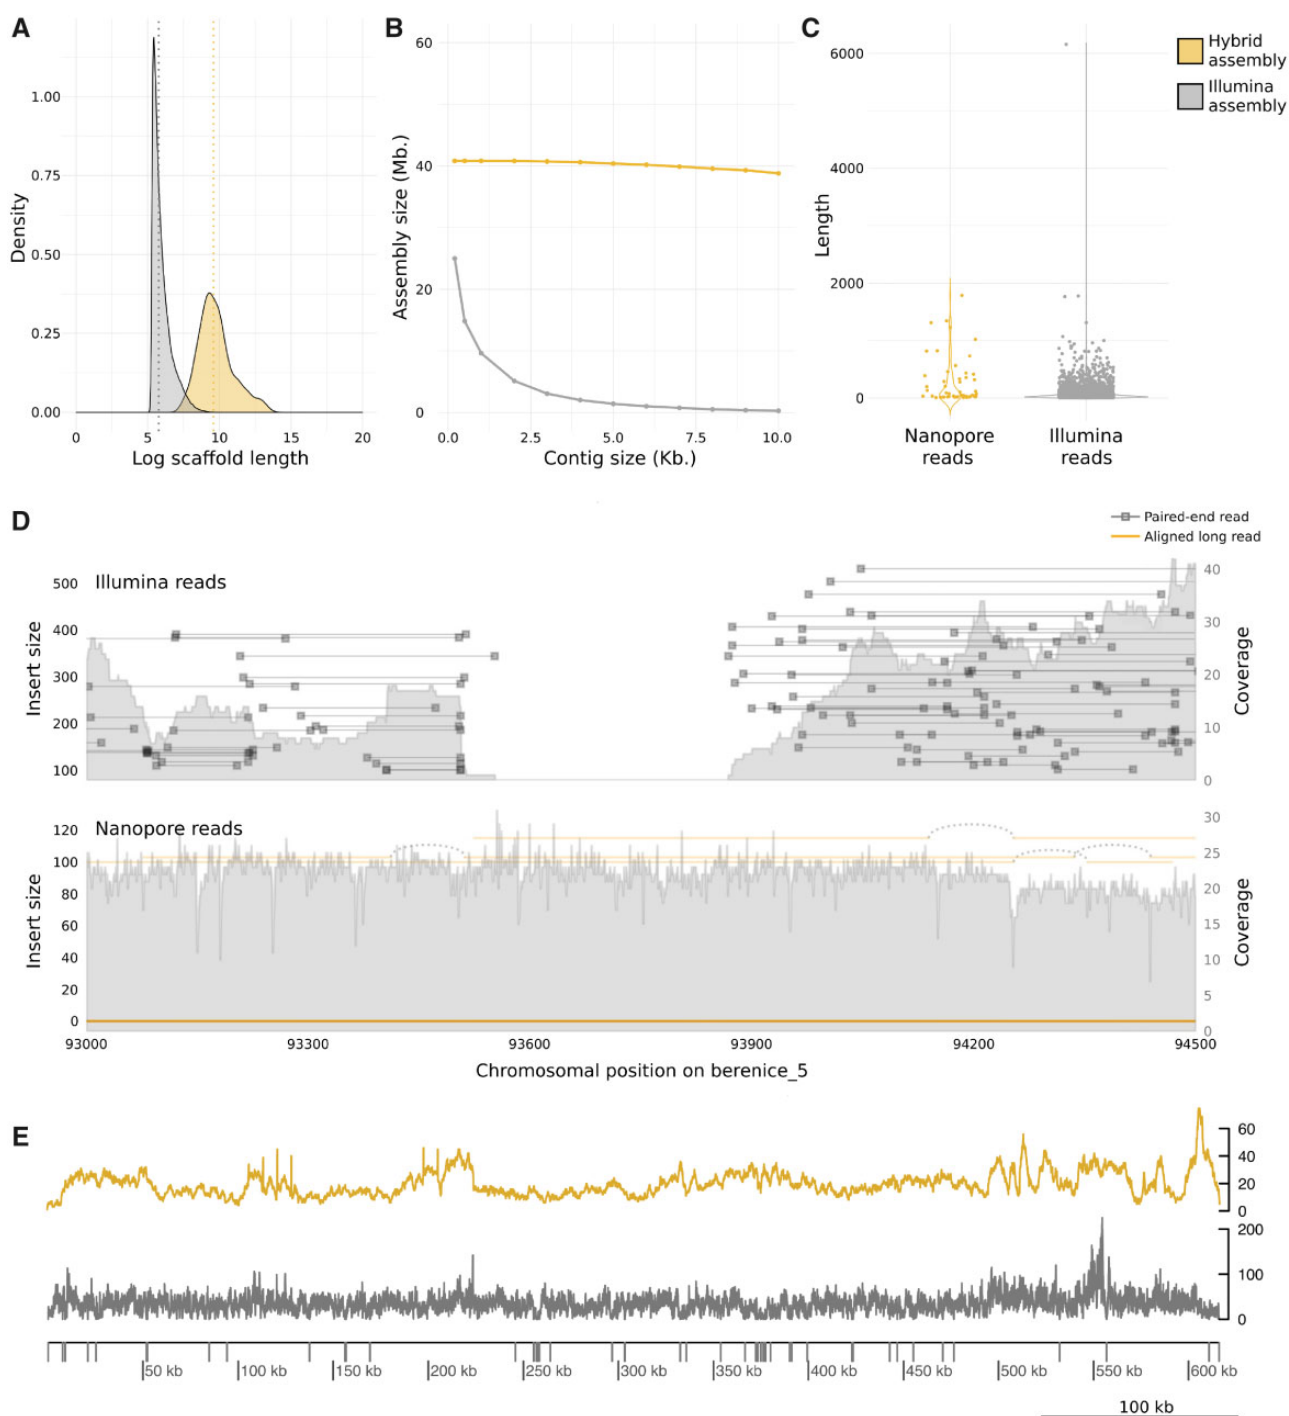 A
B
C
Hybrid
assembly
Illumina
assembly
1.00
0.75
0.50
0.25
0.00
Density
0 5 10 15 20
Log scaffold length
60
40
20
0
Assembly size (Mb.)
0.0 2.5 5.0 7.5 10.0
Contig size (Kb.)
6000
4000
2000
0
Length
Nanopore
reads
Illumina
reads
D
Paired-end read
Aligned long read
Illumina reads
500
400
300
200
100
Insert size
40
30
20
10
0
Coverage
Nanopore reads
120
100
80
60
40
20
0
Insert size
30
25
20
15
10
5
0
Coverage
93000 93300 93600 93900 94200 94500
Chromosomal position on berenice_5
E
60
40
20
0
200
100
0
50 kb 100 kb 150 kb 200 kb 250 kb 300 kb 350 kb 400 kb 450 kb 500 kb 550 kb 600 kb
100 kb